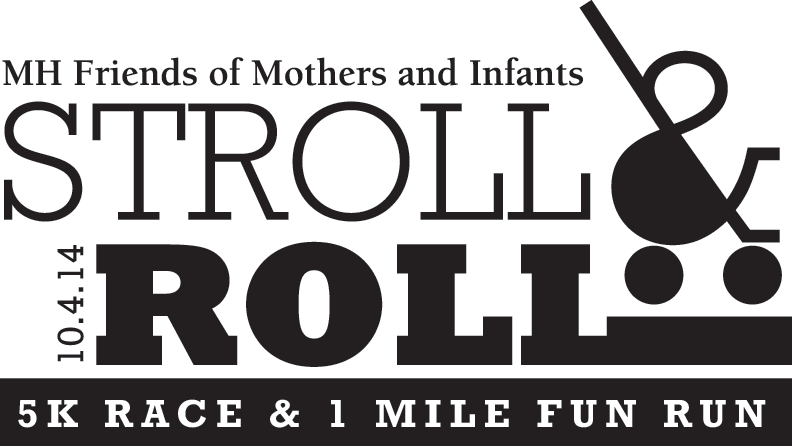 MH Friends of Mothers and Infants
STROLL &
10.4.14
ROLL
5K RACE & 1 MILE FUN RUN